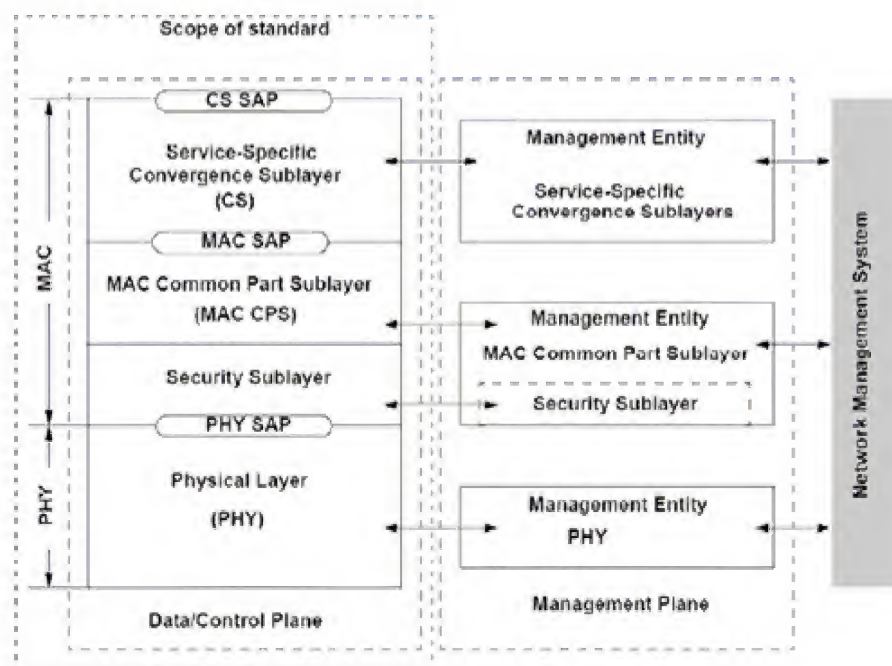 Scope of standard
CS SAP
Service-Specific
Convergence Sublayer
(CS)
MAC SAP
MAC Common Part Sublayer
(MAC CPS)
Security Sublayer
PHY SAP
Physical Layer
(PHY)
Data/Control Plane
MAC
PHY
Management Entity
Service-Specific
Convergence Sublayers
Management Entity
MAC Common Part Sublayer
Security Sublayer
Management Entity
PHY
Management Plane
Network Management System